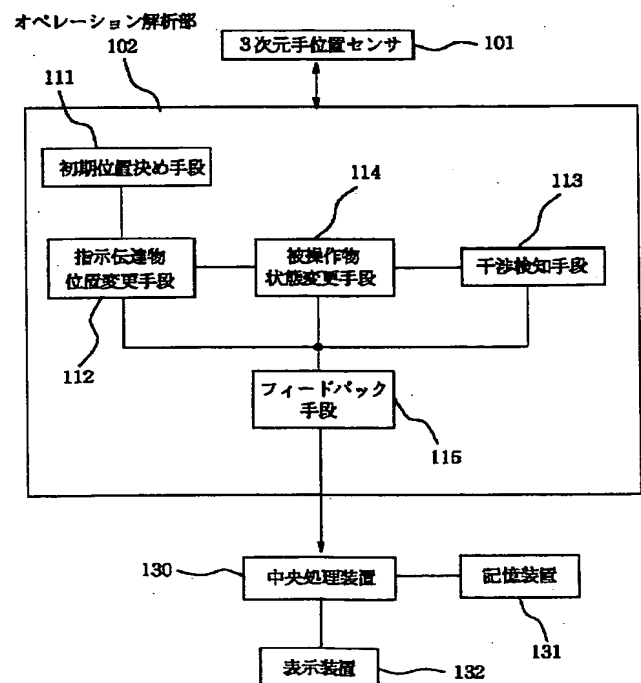 オペレーション解析部
102
3次元手位置センサ
101
111
初期位置決め手段
114
113
指示伝達物
位置変更手段
被操作物
状態変更手段
干渉検知手段
112
フィードバック
手段
115
130
中央処理装置
記憶装置
131
表示装置
132